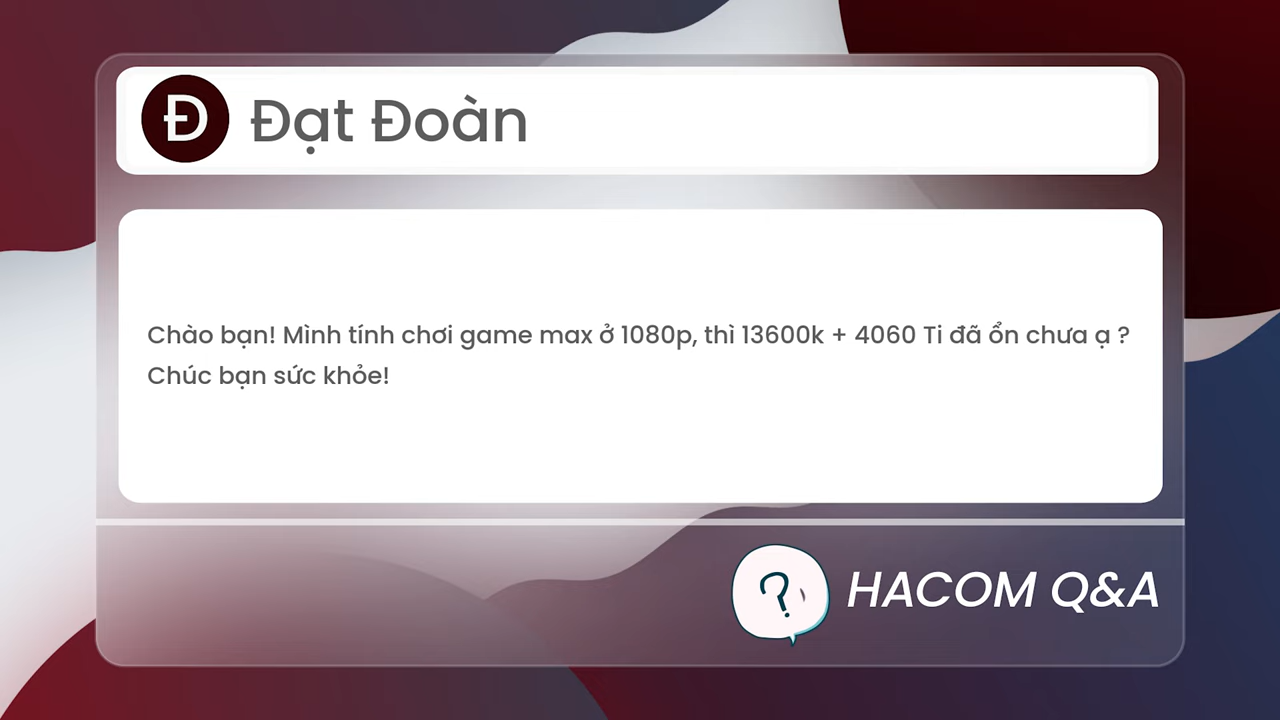 Đ
Đạt Đoàn
Chào bạn! Mình tính chơi game max ở 1080p, thì 13600k + 4060 Ti đã ổn chưa ạ ?
Chúc bạn sức khỏe!
?
HACOM Q&A